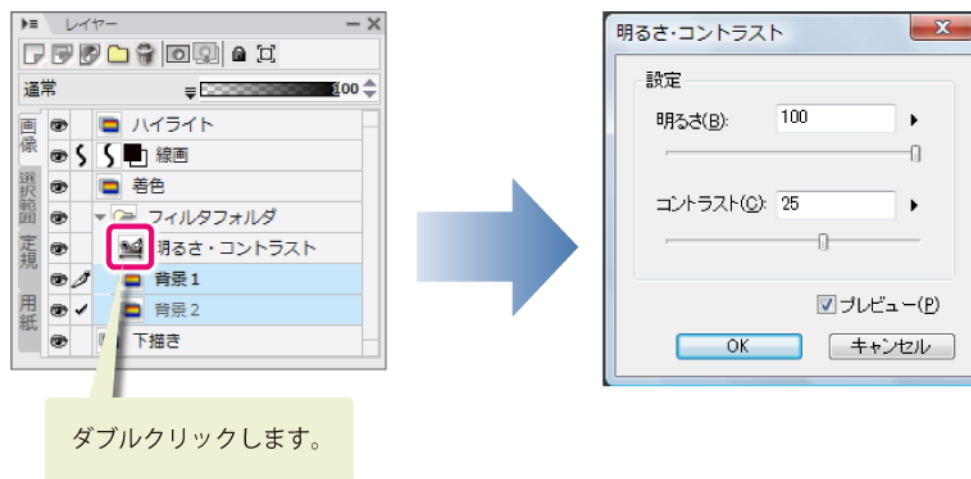 レイヤー
通常
100
画像
選択範囲
定規
用紙
ハイライト
線画
着色
フィルタフォルダ
明るさ・コントラスト
背景1
背景2
下描き
ダブルクリックします。
明るさ・コントラスト
設定
明るさ(B): 100
コントラスト(C): 25
プレビュー(P)
OK キャンセル